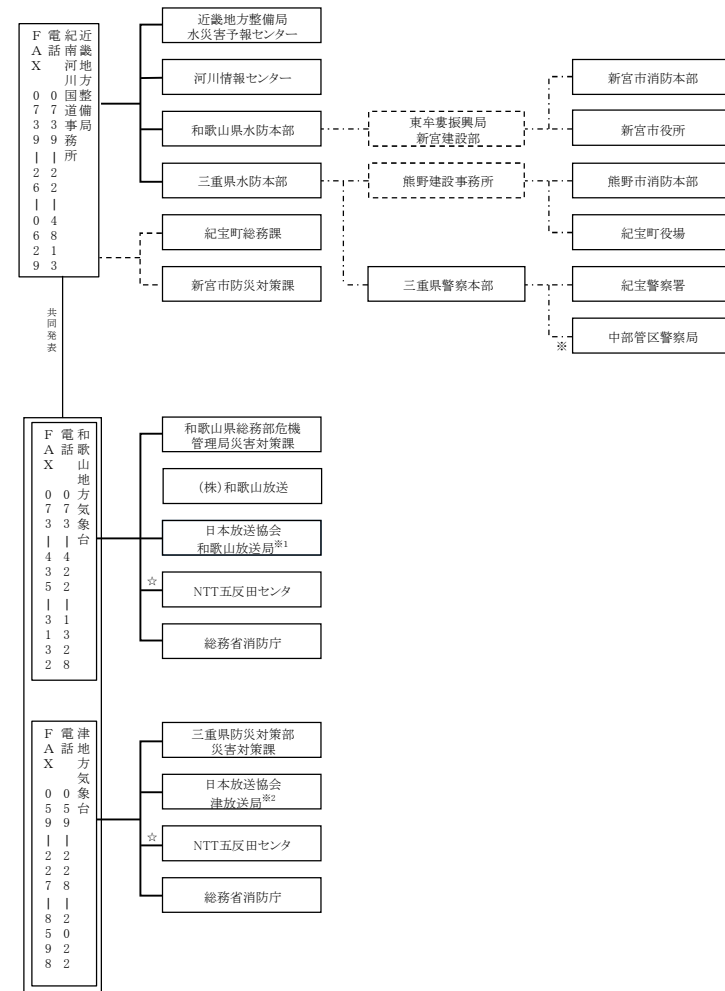 近畿地方整備局
紀南河川国道事務所
電話 0739-22-4813
FAX 0739-26-0629
近畿地方整備局
水災害予報センター
河川情報センター
和歌山県水防本部
三重県水防本部
紀宝町総務課
新宮市防災対策課
東牟婁振興局
新宮建設部
熊野建設事務所
三重県警察本部
新宮市消防本部
新宮市役所
熊野市消防本部
紀宝町役場
紀宝警察署
※
中部管区警察局
共同発表
和歌山地方気象台
電話 073-422-1328
FAX 073-435-3132
和歌山県総務部危機
管理局災害対策課
(株)和歌山放送
日本放送協会
和歌山放送局※1
☆
NTT五反田センタ
総務省消防庁
津地方気象台
電話 059-228-2022
FAX 059-227-8598
三重県防災対策部
災害対策課
日本放送協会
津放送局※2
☆
NTT五反田センタ
総務省消防庁